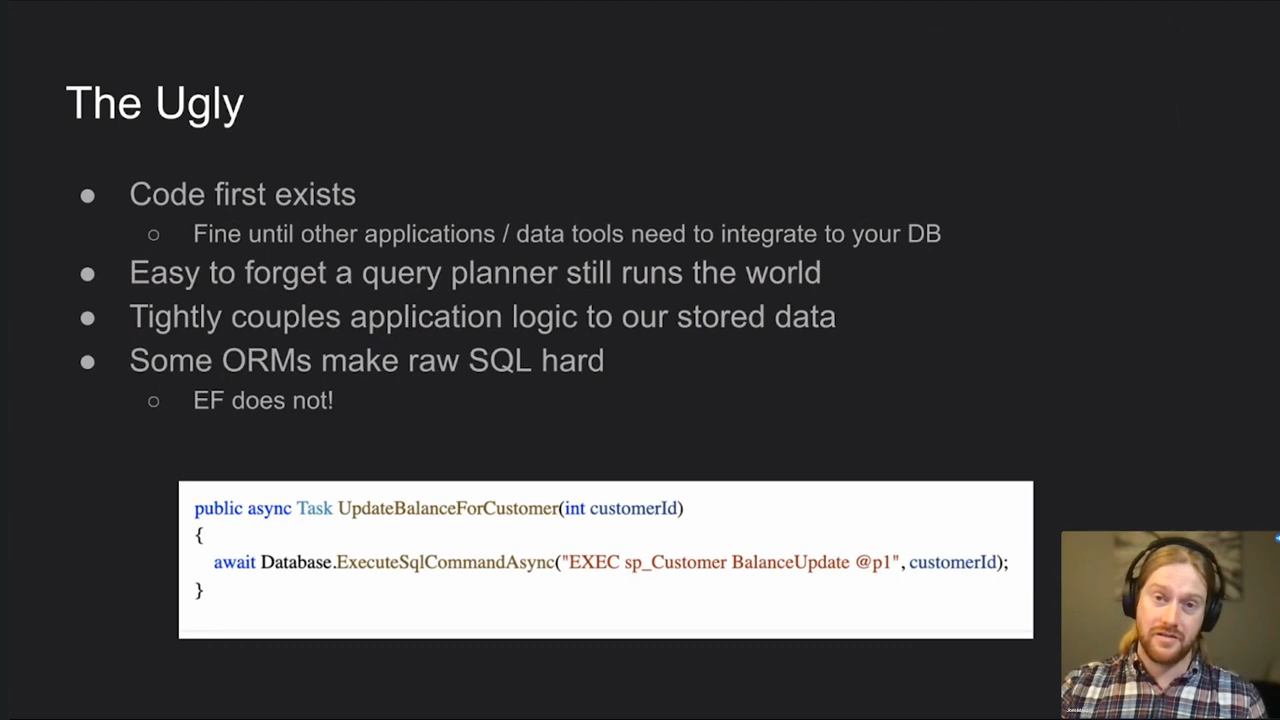 The Ugly
● Code first exists
○ Fine until other applications / data tools need to integrate to your DB
● Easy to forget a query planner still runs the world
● Tightly couples application logic to our stored data
● Some ORMs make raw SQL hard
○ EF does not!
public async Task UpdateBalanceForCustomer(int customerId)
{
await Database.ExecuteSqlCommandAsync("EXEC sp_Customer BalanceUpdate @p1", customerId);
}